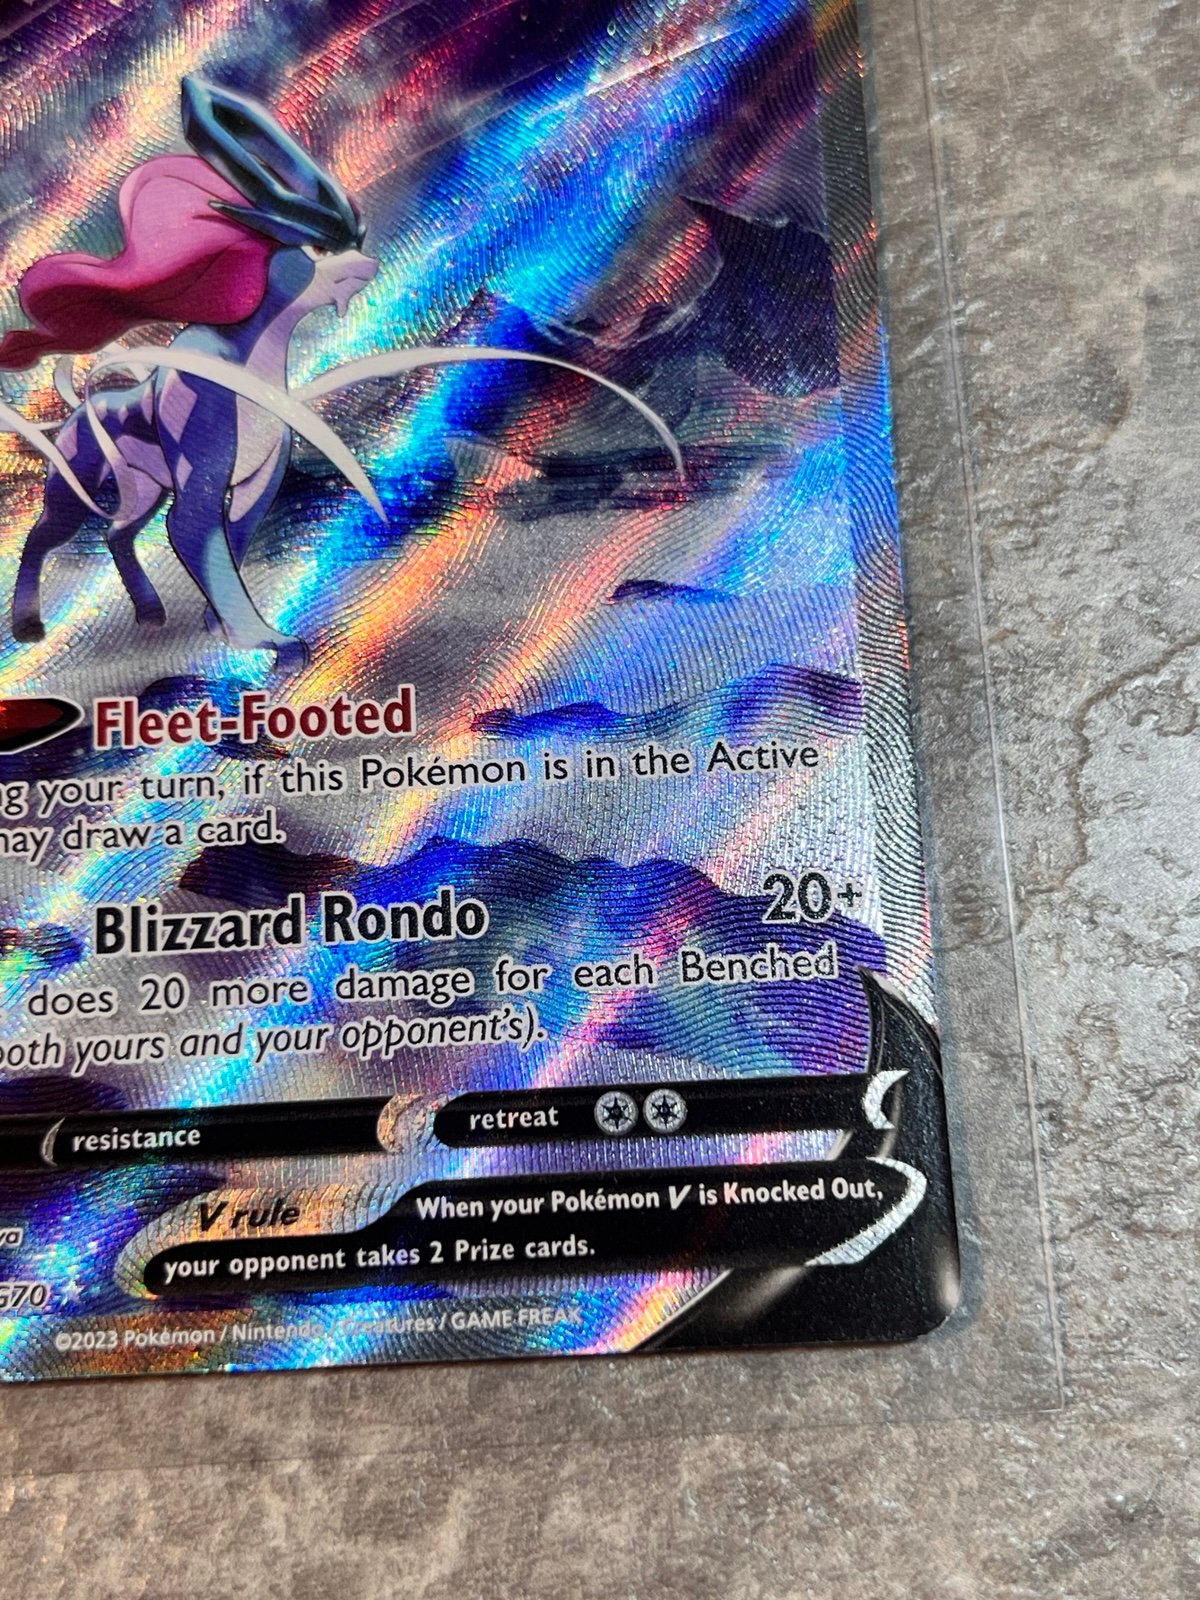 Fleet-Footed
your turn, if this Pokémon is in the Active
may draw a card.
Blizzard Rondo 20+
does 20 more damage for each Benched
both yours and your opponent's).
resistance retreat
V rule When your Pokémon V is Knocked Out,
your opponent takes 2 Prize cards.
©2023 Pokémon / Nintendo / Creatures / GAME FREAK